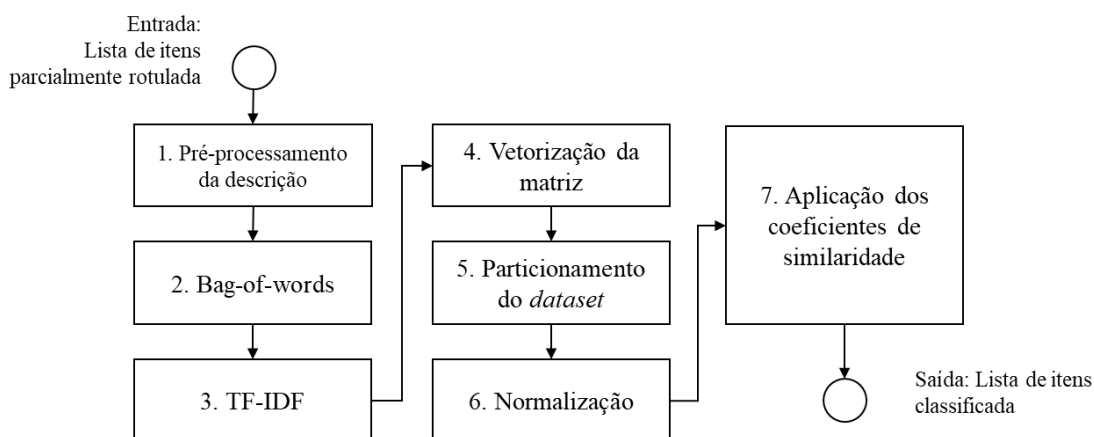 Entrada:
Lista de itens
parcialmente rotulada
1. Pré-processamento
da descrição
2. Bag-of-words
3. TF-IDF
4. Vetorização da
matriz
5. Particionamento
do dataset
6. Normalização
7. Aplicação dos
coeficientes de
similaridade
Saída: Lista de itens
classificada